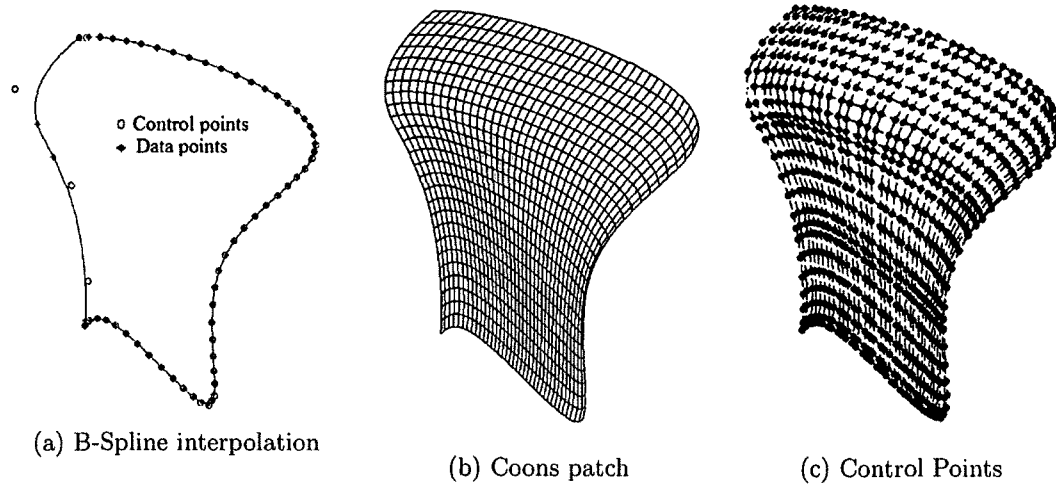 Control points
Data points
(a) B-Spline interpolation
(b) Coons patch
(c) Control Points